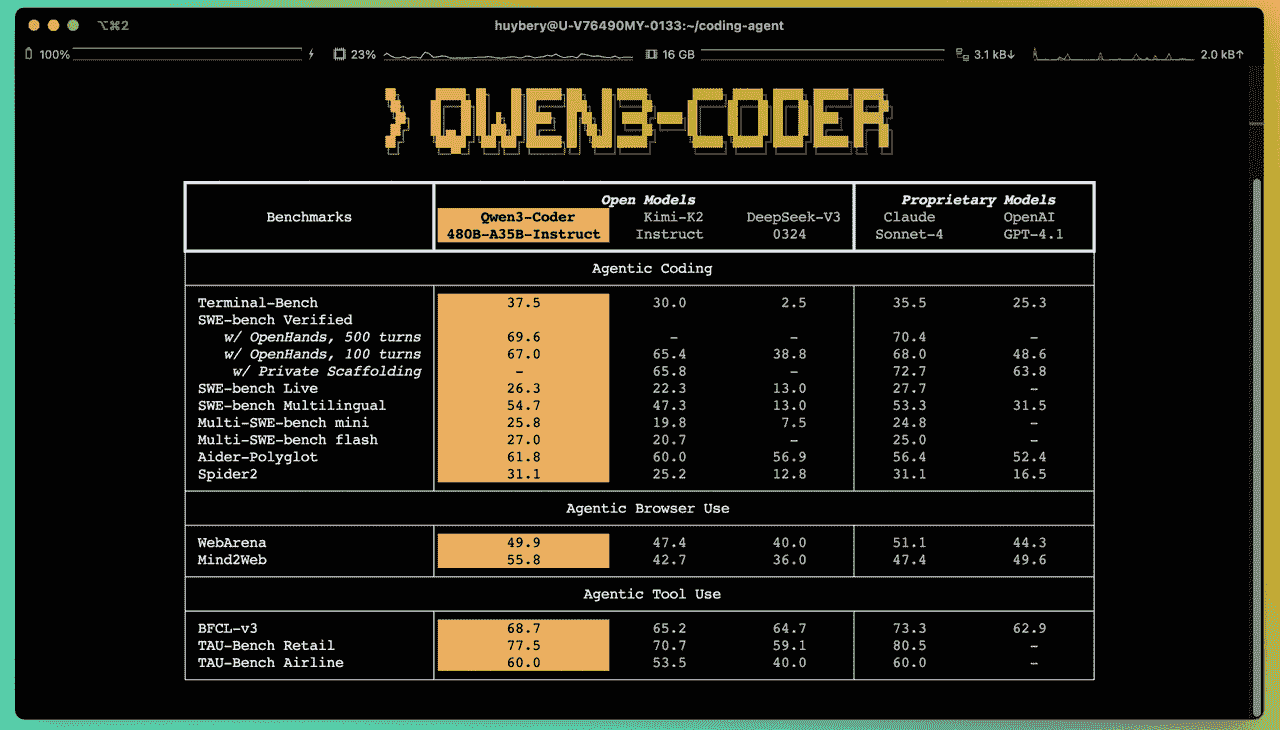 ⌥⌘2
huybery@U-V76490MY-0133:~/coding-agent
100% 23% 16 GB 3.1 kB↓ 2.0 kB↑
❯ QWEN3-CODER
Open Models Proprietary Models
Benchmarks Qwen3-Coder Kimi-K2 DeepSeek-V3 Claude OpenAI
480B-A35B-Instruct Instruct 0324 Sonnet-4 GPT-4.1
Agentic Coding
Terminal-Bench 37.5 30.0 2.5 35.5 25.3
SWE-bench Verified
w/ OpenHands, 500 turns 69.6 – – 70.4 –
w/ OpenHands, 100 turns 67.0 65.4 38.8 68.0 48.6
w/ Private Scaffolding – 65.8 – 72.7 63.8
SWE-bench Live 26.3 22.3 13.0 27.7 –
SWE-bench Multilingual 54.7 47.3 13.0 53.3 31.5
Multi-SWE-bench mini 25.8 19.8 7.5 24.8 –
Multi-SWE-bench flash 27.0 20.7 – 25.0 –
Aider-Polyglot 61.8 60.0 56.9 56.4 52.4
Spider2 31.1 25.2 12.8 31.1 16.5
Agentic Browser Use
WebArena 49.9 47.4 40.0 51.1 44.3
Mind2Web 55.8 42.7 36.0 47.4 49.6
Agentic Tool Use
BFCL-v3 68.7 65.2 64.7 73.3 62.9
TAU-Bench Retail 77.5 70.7 59.1 80.5 –
TAU-Bench Airline 60.0 53.5 40.0 60.0 –